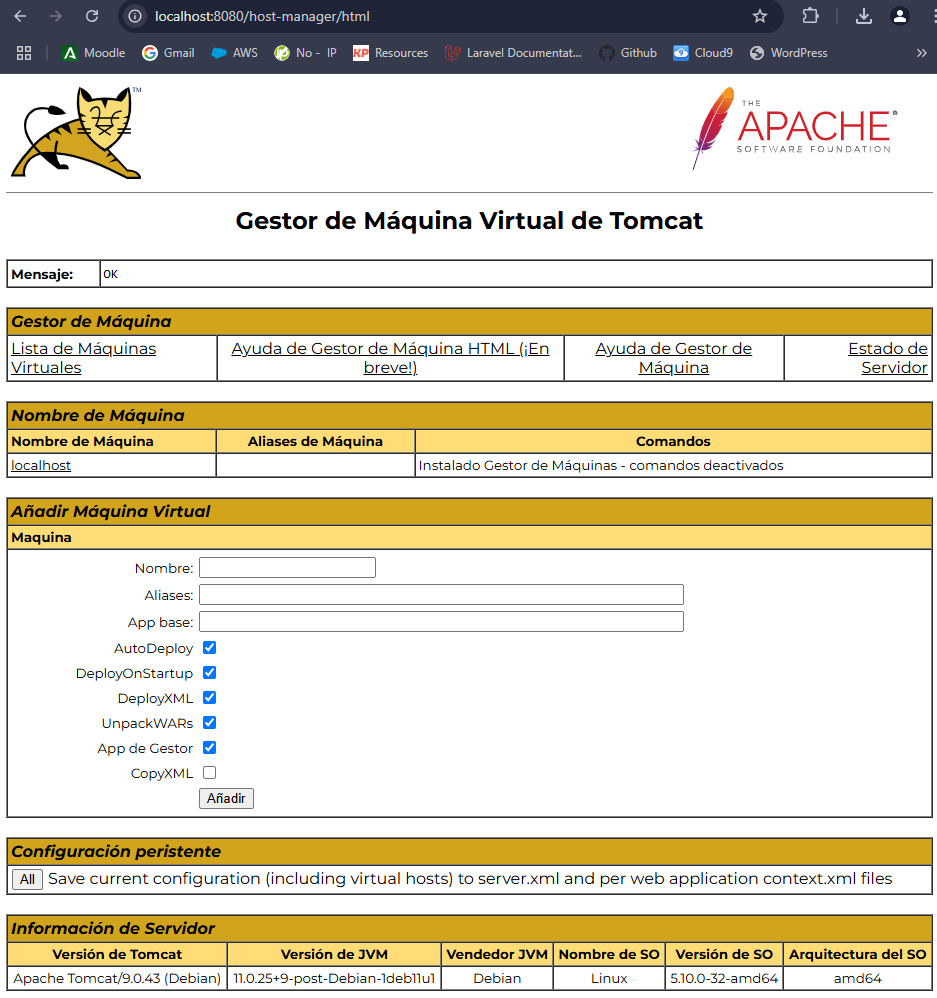 localhost:8080/host-manager/html
Moodle Gmail AWS No - IP Resources Laravel Documentat... Github Cloud9 WordPress »
TM
THE
APACHE®
SOFTWARE FOUNDATION
Gestor de Máquina Virtual de Tomcat
Mensaje: OK
Gestor de Máquina
Lista de Máquinas Virtuales Ayuda de Gestor de Máquina HTML (¡En breve!) Ayuda de Gestor de Máquina Estado de Servidor
Nombre de Máquina
Nombre de Máquina Aliases de Máquina Comandos
localhost Instalado Gestor de Máquinas - comandos deactivados
Añadir Máquina Virtual
Maquina
Nombre:
Aliases:
App base:
AutoDeploy
DeployOnStartup
DeployXML
UnpackWARs
App de Gestor
CopyXML
Añadir
Configuración peristente
All Save current configuration (including virtual hosts) to server.xml and per web application context.xml files
Información de Servidor
Versión de Tomcat Versión de JVM Vendedor JVM Nombre de SO Versión de SO Arquitectura del SO
Apache Tomcat/9.0.43 (Debian) 11.0.25+9-post-Debian-1deb11u1 Debian Linux 5.10.0-32-amd64 amd64